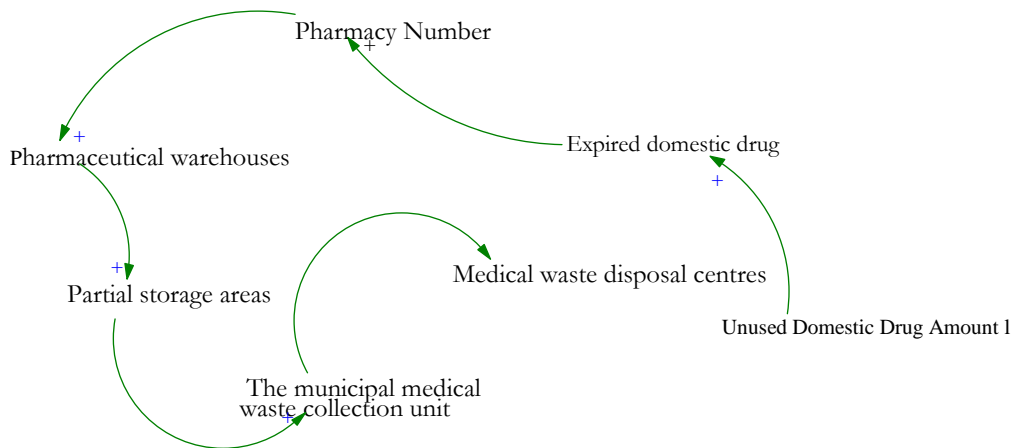 Pharmacy Number
+
Expired domestic drug
+
Pharmaceutical warehouses
+
+
Partial storage areas
Medical waste disposal centres
Unused Domestic Drug Amount l
The municipal medical
waste collection unit
+